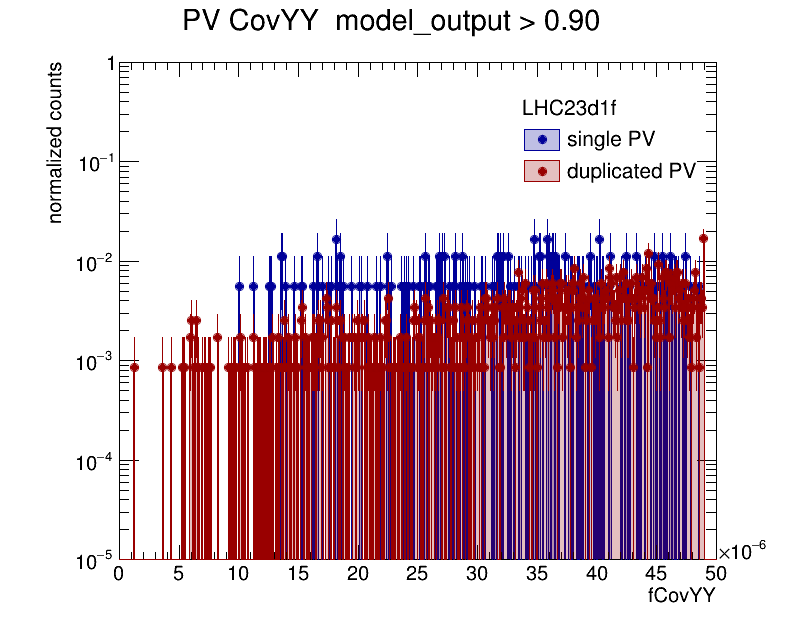 PV CovYY model_output > 0.90
normalized counts
1
10⁻¹
10⁻²
10⁻³
10⁻⁴
10⁻⁵
LHC23d1f
single PV
duplicated PV
0 5 10 15 20 25 30 35 40 45 50
×10⁻⁶
fCovYY